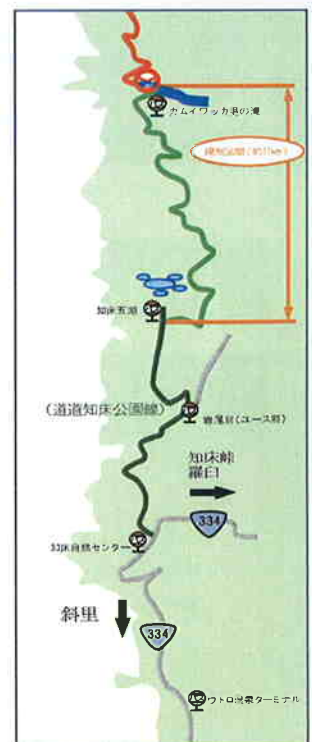 カムイワッカ湯の滝
規制区間(約11km)
知床五湖
(道道知床公園線)
岩尾別(ユース前)
知床峠
羅臼
334
知床自然センター
斜里
334
ウトロ温泉ターミナル